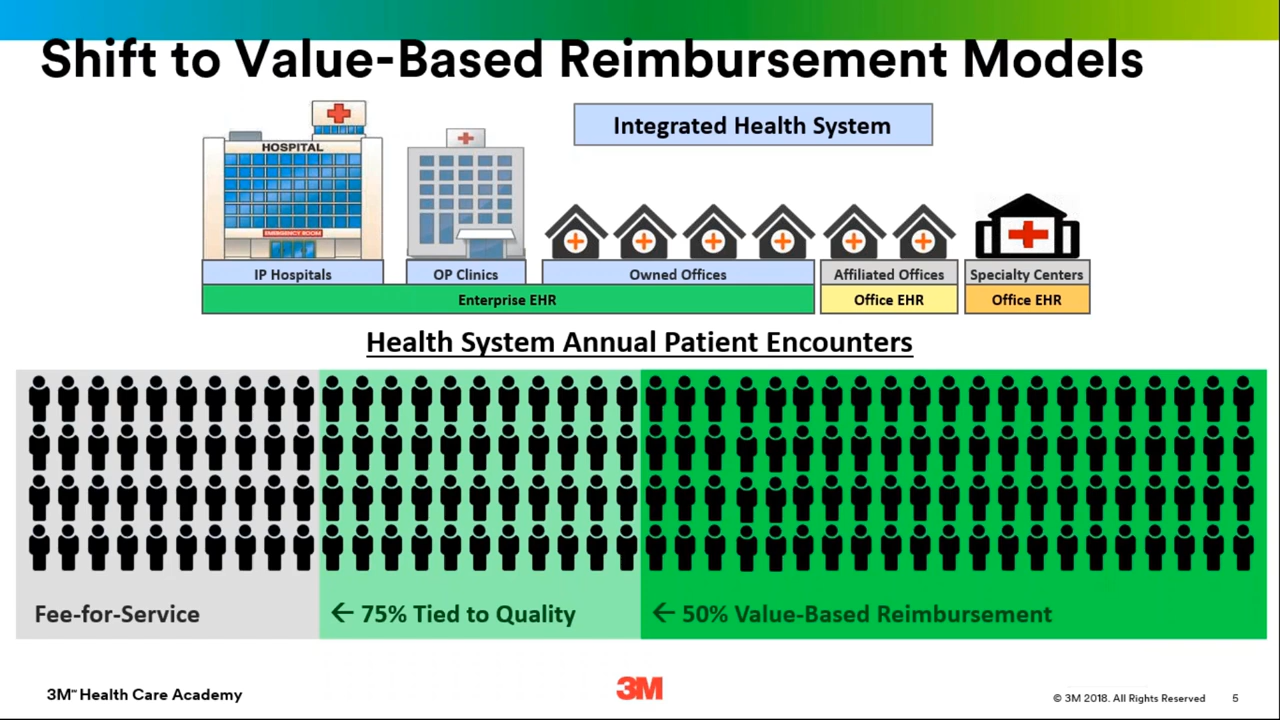 Shift to Value-Based Reimbursement Models
HOSPITAL
EMERGENCY ROOM
Integrated Health System
IP Hospitals
OP Clinics
Owned Offices
Affiliated Offices
Specialty Centers
Enterprise EHR
Office EHR
Office EHR
Health System Annual Patient Encounters
Fee-for-Service
← 75% Tied to Quality
← 50% Value-Based Reimbursement
3M™ Health Care Academy
3M
© 3M 2018. All Rights Reserved
5